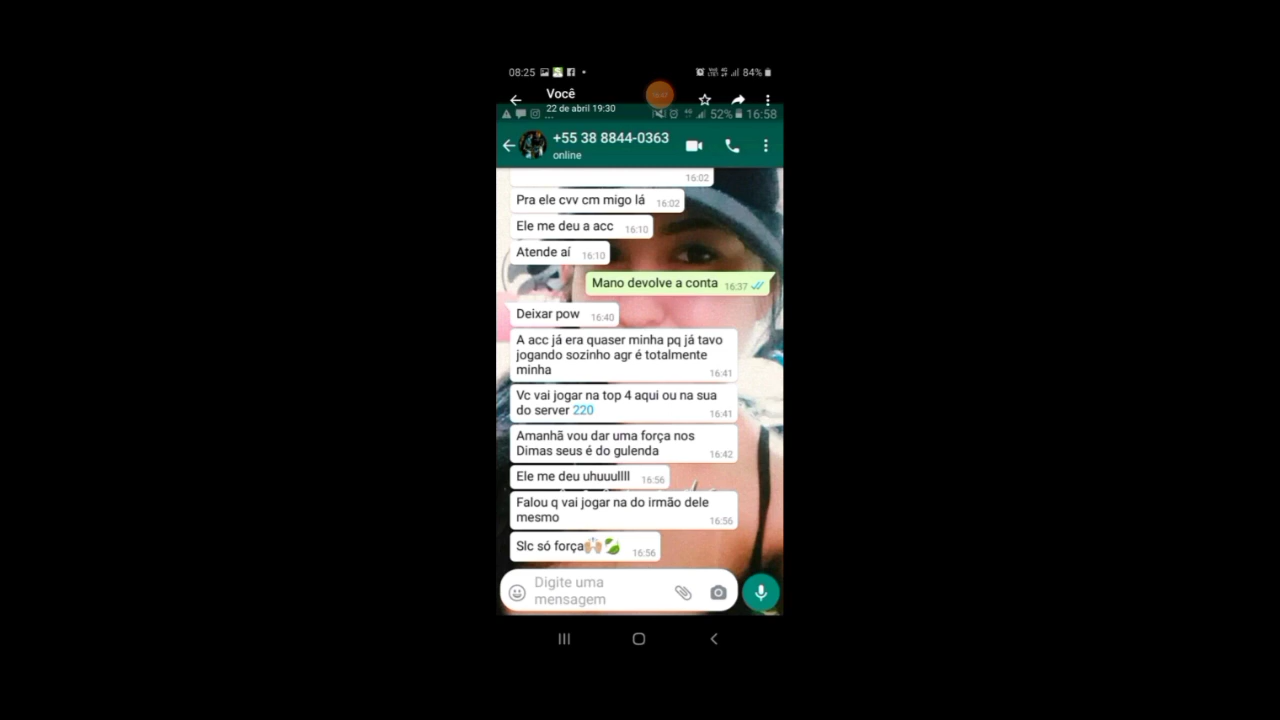 08:25
84%
Você
22 de abril 19:30
52% 16:58
+55 38 8844-0363
online
16:02
Pra ele cvv cm migo lá 16:02
Ele me deu a acc 16:10
Atende aí 16:10
Mano devolve a conta 16:37
Deixar pow 16:40
A acc já era quaser minha pq já tavo
jogando sozinho agr é totalmente
minha 16:41
Vc vai jogar na top 4 aqui ou na sua
do server 220 16:41
Amanhã vou dar uma força nos
Dimas seus é do gulenda 16:42
Ele me deu uhuuullll 16:56
Falou q vai jogar na do irmão dele
mesmo 16:56
Slc só força 16:56
Digite uma
mensagem